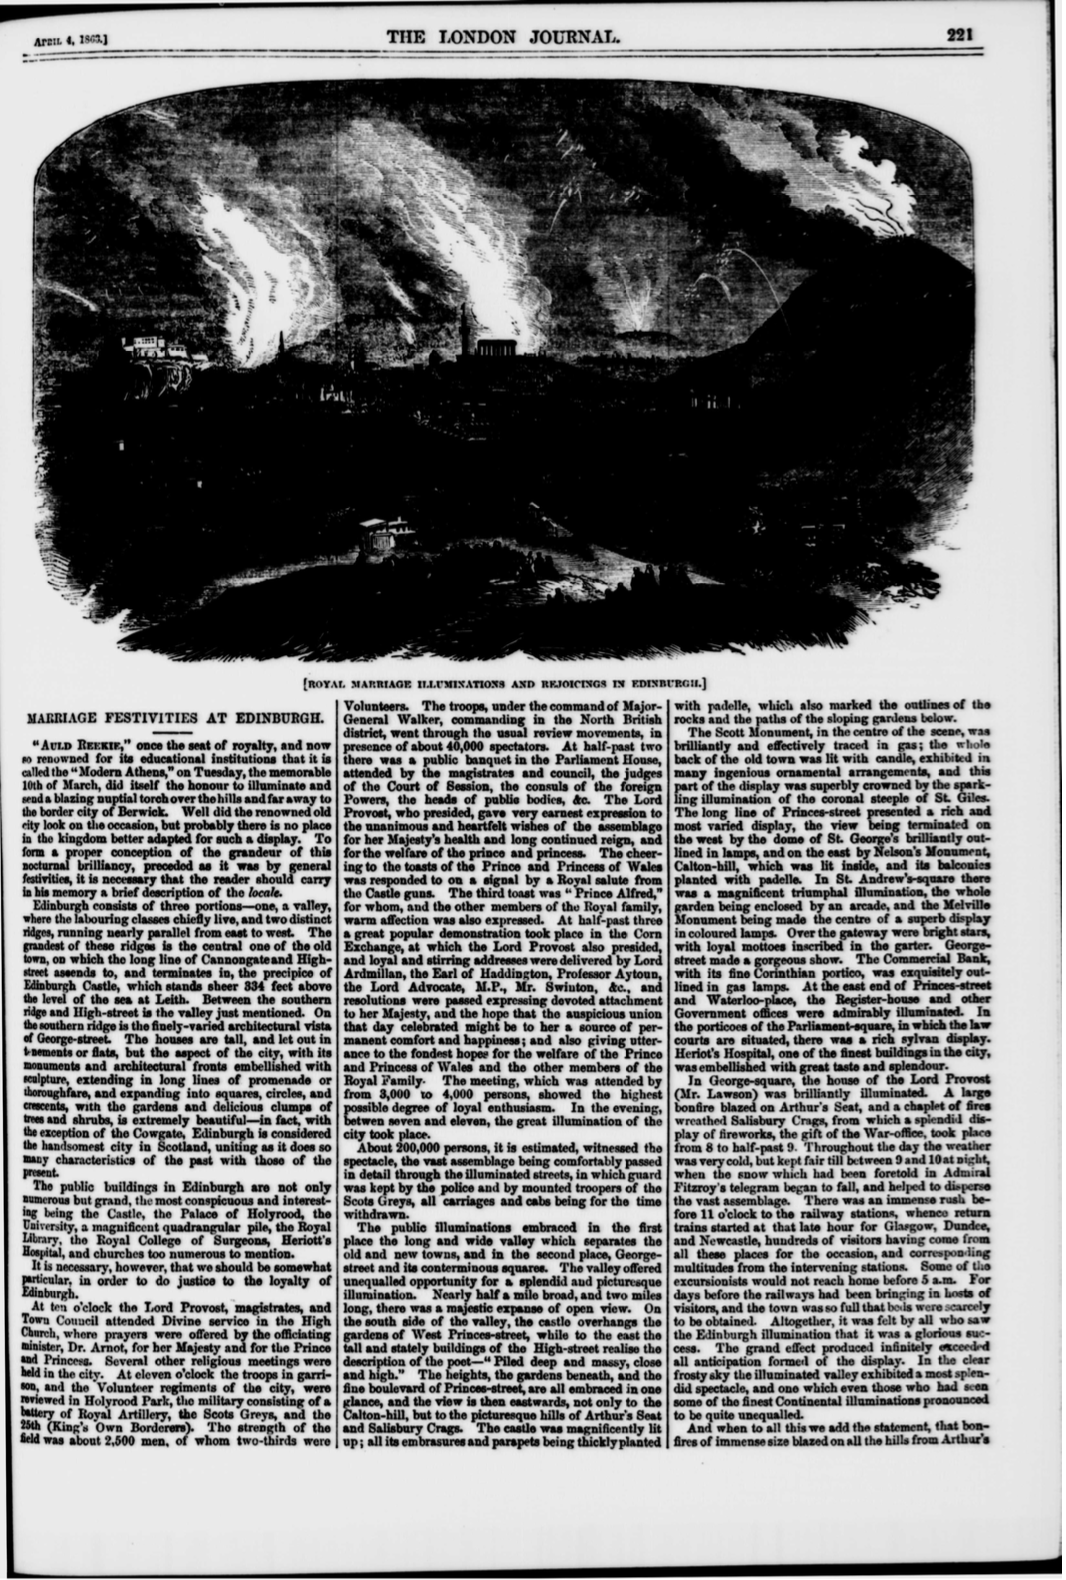 APRIL 4, 1863.]
THE LONDON JOURNAL.
221
[ROYAL MARRIAGE ILLUMINATIONS AND REJOICINGS IN EDINBURGH.]
MARRIAGE FESTIVITIES AT EDINBURGH.
"AULD REEKIE," once the seat of royalty, and now
so renowned for its educational institutions that it is
called the "Modern Athens," on Tuesday, the memorable
10th of March, did itself the honour to illuminate and
send a blazing nuptial torch over the hills and far away to
the border city of Berwick. Well did the renowned old
city look on the occasion, but probably there is no place
in the kingdom better adapted for such a display. To
form a proper conception of the grandeur of this
nocturnal brilliancy, preceded as it was by general
festivities, it is necessary that the reader should carry
in his memory a brief description of the locale.
Edinburgh consists of three portions—one, a valley,
where the labouring classes chiefly live, and two distinct
ridges, running nearly parallel from east to west. The
grandest of these ridges is the central one of the old
town, on which the long line of Cannongate and High-
street ascends to, and terminates in, the precipice of
Edinburgh Castle, which stands sheer 334 feet above
the level of the sea at Leith. Between the southern
ridge and High-street is the valley just mentioned. On
the southern ridge is the finely-varied architectural vista
of George-street. The houses are tall, and let out in
tenements or flats, but the aspect of the city, with its
monuments and architectural fronts embellished with
sculpture, extending in long lines of promenade or
thoroughfare, and expanding into squares, circles, and
crescents, with the gardens and delicious clumps of
trees and shrubs, is extremely beautiful—in fact, with
the exception of the Cowgate, Edinburgh is considered
the handsomest city in Scotland, uniting as it does so
many characteristics of the past with those of the
present.
The public buildings in Edinburgh are not only
numerous but grand, the most conspicuous and interest-
ing being the Castle, the Palace of Holyrood, the
University, a magnificent quadrangular pile, the Royal
Library, the Royal College of Surgeons, Heriott's
Hospital, and churches too numerous to mention.
It is necessary, however, that we should be somewhat
particular, in order to do justice to the loyalty of
Edinburgh.
At ten o'clock the Lord Provost, magistrates, and
Town Council attended Divine service in the High
Church, where prayers were offered by the officiating
minister, Dr. Arnot, for her Majesty and for the Prince
and Princess. Several other religious meetings were
held in the city. At eleven o'clock the troops in garri-
son, and the Volunteer regiments of the city, were
reviewed in Holyrood Park, the military consisting of a
battery of Royal Artillery, the Scots Greys, and the
25th (King's Own Borderers). The strength of the
field was about 2,500 men, of whom two-thirds were
Volunteers. The troops, under the command of Major-
General Walker, commanding in the North British
district, went through the usual review movements, in
presence of about 40,000 spectators. At half-past two
there was a public banquet in the Parliament House,
attended by the magistrates and council, the judges
of the Court of Session, the consuls of the foreign
Powers, the heads of public bodies, &c. The Lord
Provost, who presided, gave very earnest expression to
the unanimous and heartfelt wishes of the assemblage
for her Majesty's health and long continued reign, and
for the welfare of the prince and princess. The cheer-
ing to the toasts of the Prince and Princess of Wales
was responded to on a signal by a Royal salute from
the Castle guns. The third toast was "Prince Alfred,"
for whom, and the other members of the Royal family,
warm affection was also expressed. At half-past three
a great popular demonstration took place in the Corn
Exchange, at which the Lord Provost also presided,
and loyal and stirring addresses were delivered by Lord
Ardmillan, the Earl of Haddington, Professor Aytoun,
the Lord Advocate, M.P., Mr. Swinton, &c., and
resolutions were passed expressing devoted attachment
to her Majesty, and the hope that the auspicious union
that day celebrated might be to her a source of per-
manent comfort and happiness; and also giving utter-
ance to the fondest hopes for the welfare of the Prince
and Princess of Wales and the other members of the
Royal Family. The meeting, which was attended by
from 3,000 to 4,000 persons, showed the highest
possible degree of loyal enthusiasm. In the evening,
betwen seven and eleven, the great illumination of the
city took place.
About 200,000 persons, it is estimated, witnessed the
spectacle, the vast assemblage being comfortably passed
in detail through the illuminated streets, in which guard
was kept by the police and by mounted troopers of the
Scots Greys, all carriages and cabs being for the time
withdrawn.
The public illuminations embraced in the first
place the long and wide valley which separates the
old and new towns, and in the second place, George-
street and its conterminous squares. The valley offered
unequalled opportunity for a splendid and picturesque
illumination. Nearly half a mile broad, and two miles
long, there was a majestic expanse of open view. On
the south side of the valley, the castle overhangs the
gardens of West Princes-street, while to the east the
tall and stately buildings of the High-street realise the
description of the poet—"Piled deep and massy, close
and high." The heights, the gardens beneath, and the
fine boulevard of Princes-street, are all embraced in one
glance, and the view is then eastwards, not only to the
Calton-hill, but to the picturesque hills of Arthur's Seat
and Salisbury Crags. The castle was magnificently lit
up; all its embrasures and parapets being thickly planted
with padelle, which also marked the outlines of the
rocks and the paths of the sloping gardens below.
The Scott Monument, in the centre of the scene, was
brilliantly and effectively traced in gas; the whole
back of the old town was lit with candle, exhibited in
many ingenious ornamental arrangements, and this
part of the display was superbly crowned by the spark-
ling illumination of the coronal steeple of St. Giles.
The long line of Princes-street presented a rich and
most varied display, the view being terminated on
the west by the dome of St. George's brilliantly out-
lined in lamps, and on the east by Nelson's Monument,
Calton-hill, which was lit inside, and its balconies
planted with padelle. In St. Andrew's-square there
was a magnificent triumphal illumination, the whole
garden being enclosed by an arcade, and the Melville
Monument being made the centre of a superb display
in coloured lamps. Over the gateway were bright stars,
with loyal mottoes inscribed in the garter. George-
street made a gorgeous show. The Commercial Bank,
with its fine Corinthian portico, was exquisitely out-
lined in gas lamps. At the east end of Princes-street
and Waterloo-place, the Register-house and other
Government offices were admirably illuminated. In
the porticoes of the Parliament-square, in which the law
courts are situated, there was a rich sylvan display.
Heriot's Hospital, one of the finest buildings in the city,
was embellished with great taste and splendour.
In George-square, the house of the Lord Provost
(Mr. Lawson) was brilliantly illuminated. A large
bonfire blazed on Arthur's Seat, and a chaplet of fires
wreathed Salisbury Crags, from which a splendid dis-
play of fireworks, the gift of the War-office, took place
from 8 to half-past 9. Throughout the day the weather
was very cold, but kept fair till between 9 and 10 at night,
when the snow which had been foretold in Admiral
Fitzroy's telegram began to fall, and helped to disperse
the vast assemblage. There was an immense rush be-
fore 11 o'clock to the railway stations, whence return
trains started at that late hour for Glasgow, Dundee,
and Newcastle, hundreds of visitors having come from
all these places for the occasion, and corresponding
multitudes from the intervening stations. Some of the
excursionists would not reach home before 5 a.m. For
days before the railways had been bringing in hosts of
visitors, and the town was so full that beds were scarcely
to be obtained. Altogether, it was felt by all who saw
the Edinburgh illumination that it was a glorious suc-
cess. The grand effect produced infinitely exceeded
all anticipation formed of the display. In the clear
frosty sky the illuminated valley exhibited a most splen-
did spectacle, and one which even those who had seen
some of the finest Continental illuminations pronounced
to be quite unequalled.
And when to all this we add the statement, that bon-
fires of immense size blazed on all the hills from Arthur's